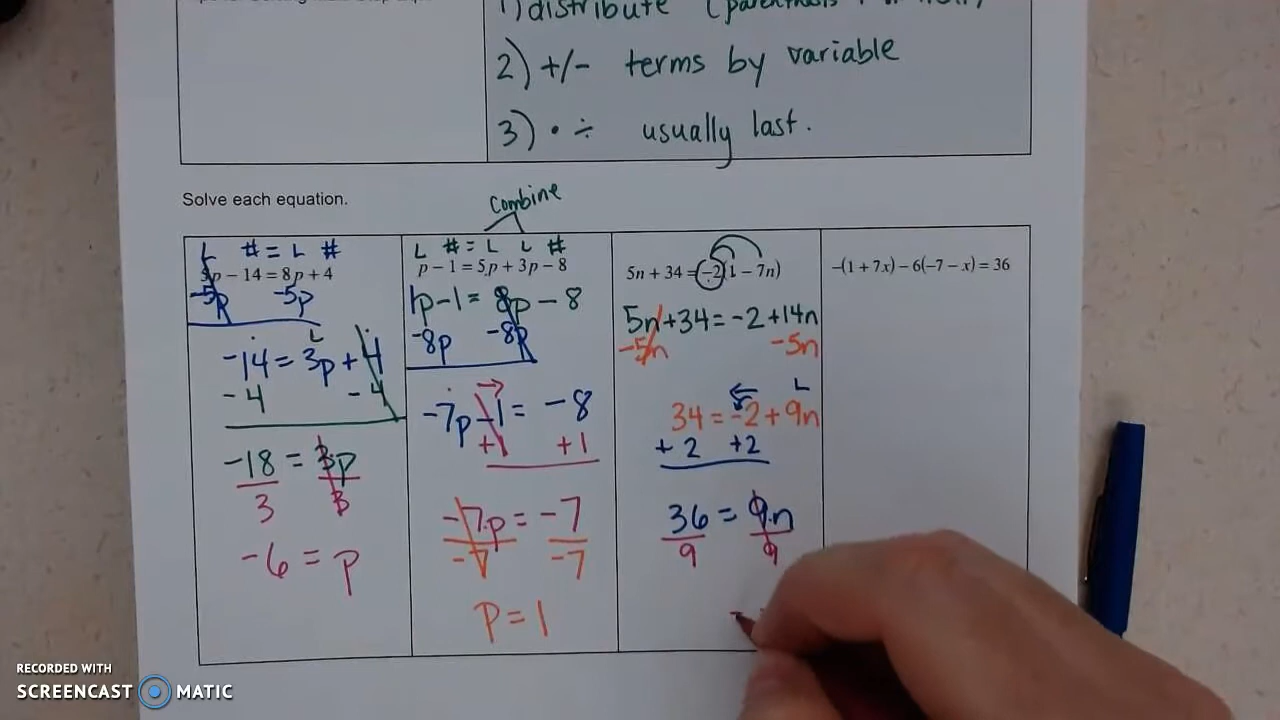 1) distribute
2) +/- terms by variable
3) • ÷ usually last.
Solve each equation.
Combine
L # = L #
5p − 14 = 8p + 4
-5p -5p
L
-14 = 3p + 4
-4 -4
-18 = 3p
3 3
-6 = p
L # = L L #
p − 1 = 5p + 3p − 8
1p - 1 = 8p - 8
-8p -8p
-7p - 1 = -8
+1 +1
-7·p = -7
-7 -7
P = 1
5n + 34 = −2(1 − 7n)
5n + 34 = -2 + 14n
-5n -5n
L
34 = -2 + 9n
+2 +2
36 = 9·n
9 9
−(1 + 7x) − 6(−7 − x) = 36
RECORDED WITH
SCREENCAST MATIC